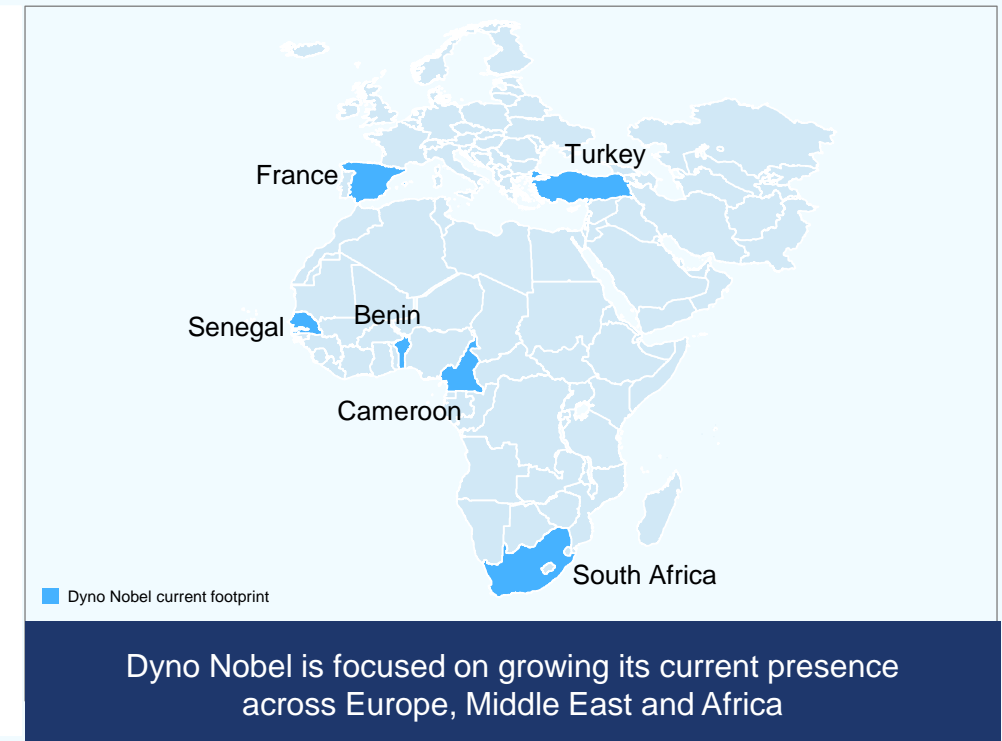 Turkey
France
Benin
Senegal
Cameroon
South Africa
Dyno Nobel current footprint
Dyno Nobel is focused on growing its current presence
across Europe, Middle East and Africa